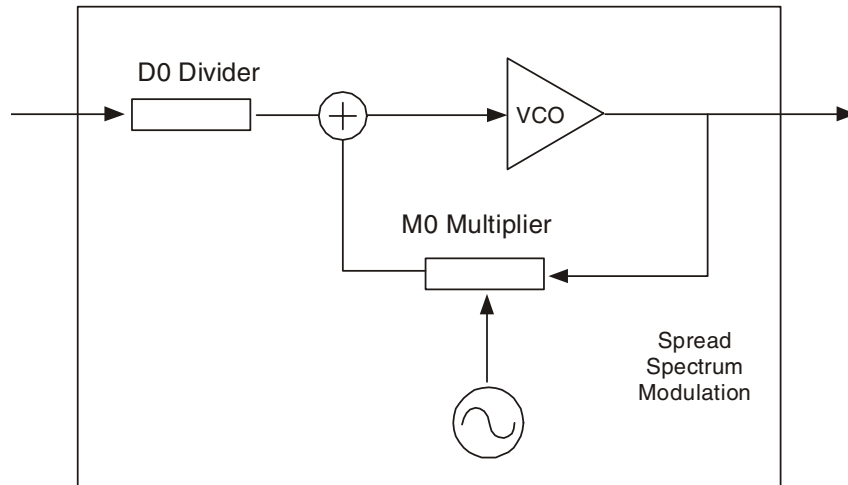 D0 Divider
VCO
M0 Multiplier
Spread
Spectrum
Modulation